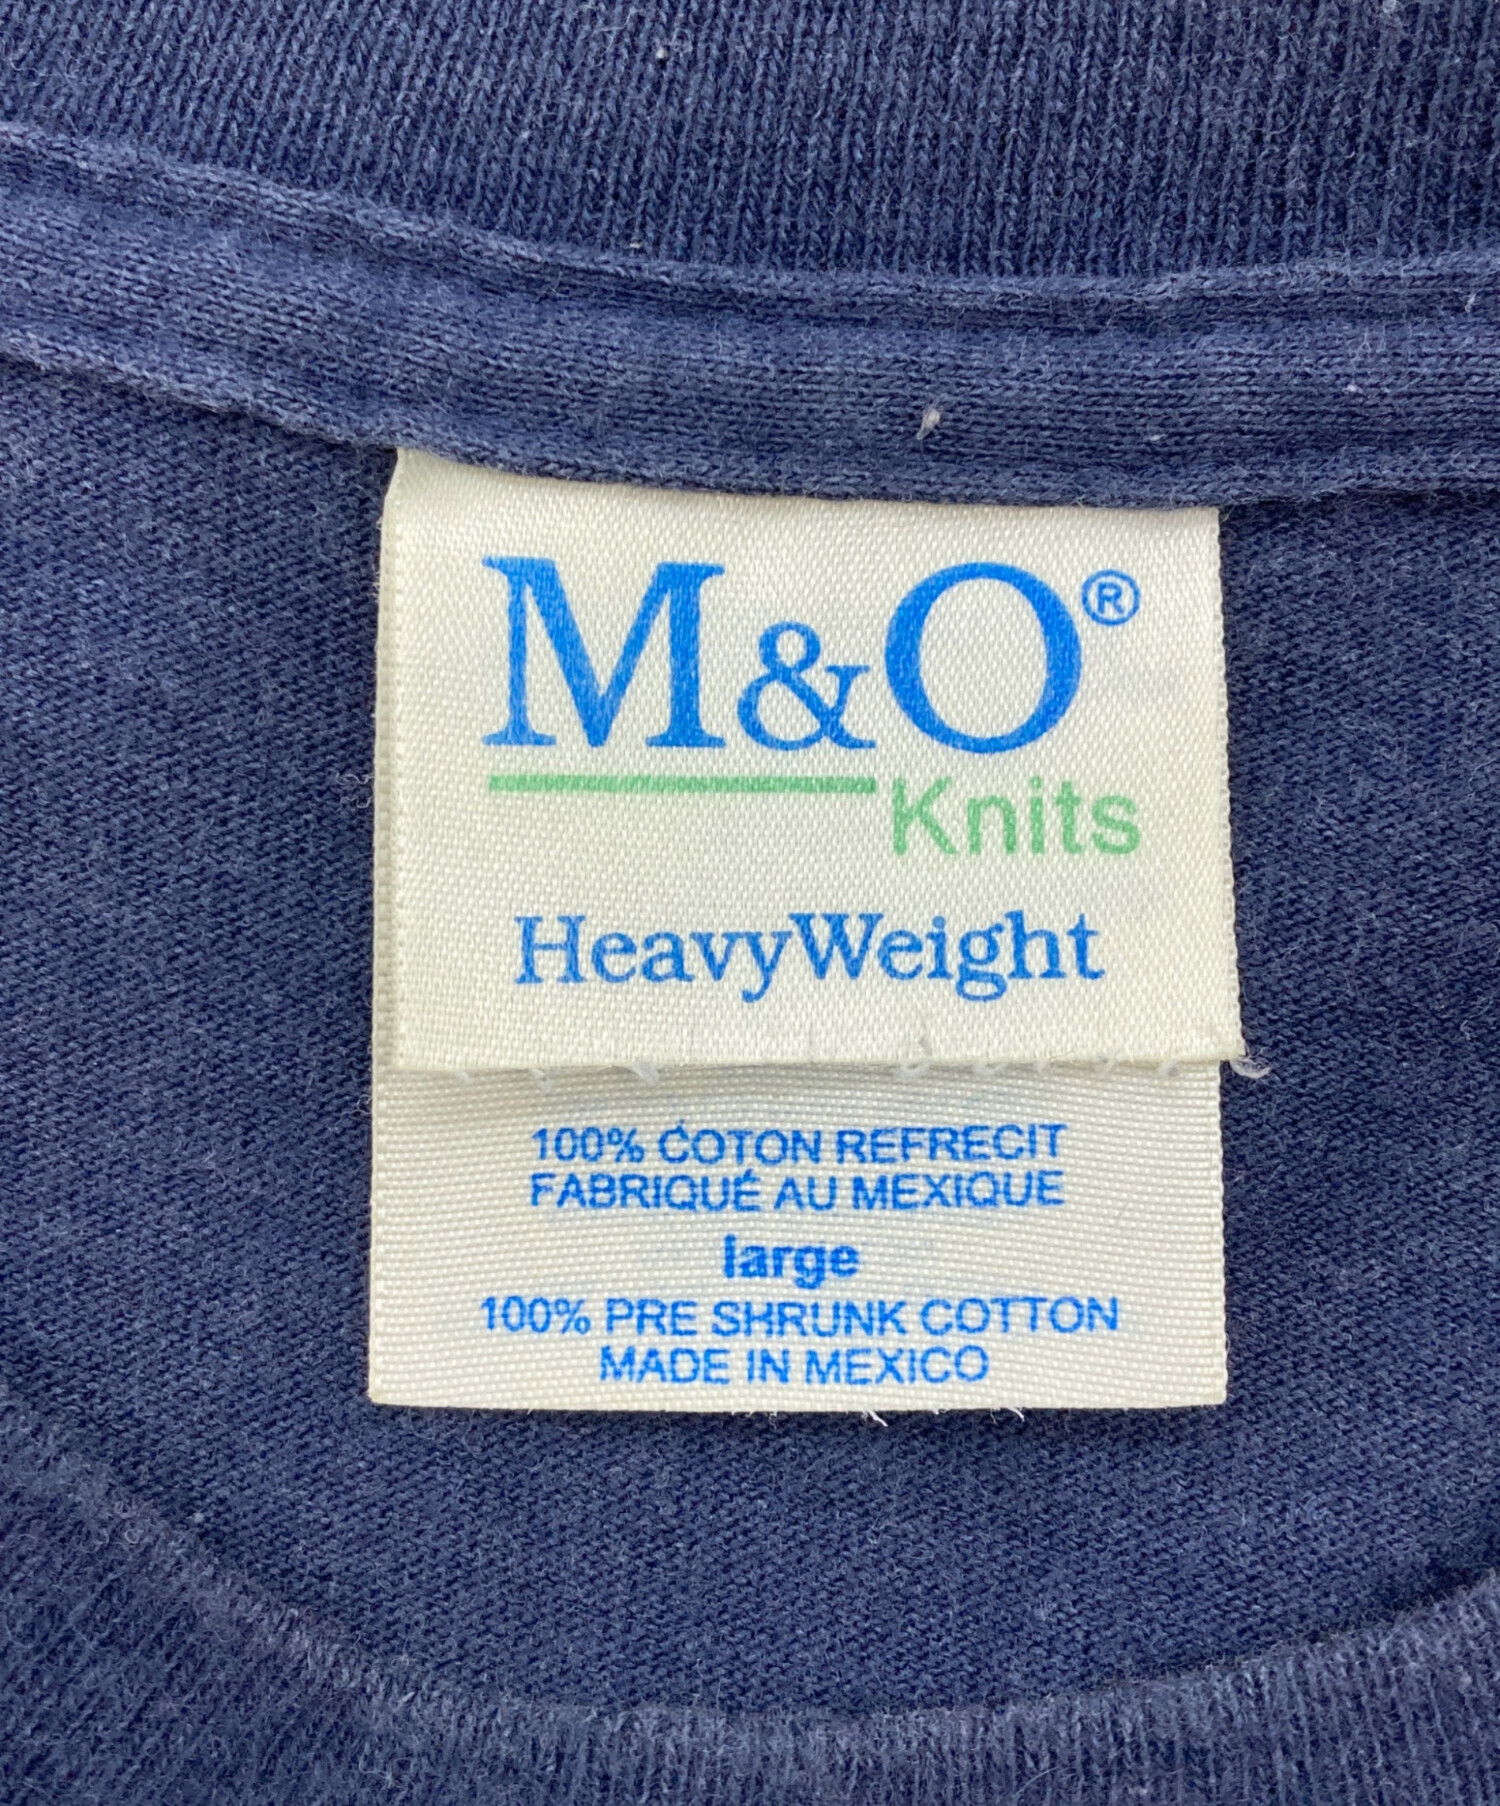 M&O®
Knits
HeavyWeight
100% COTON REFRECIT
FABRIQUÉ AU MEXIQUE
large
100% PRE SHRUNK COTTON
MADE IN MEXICO